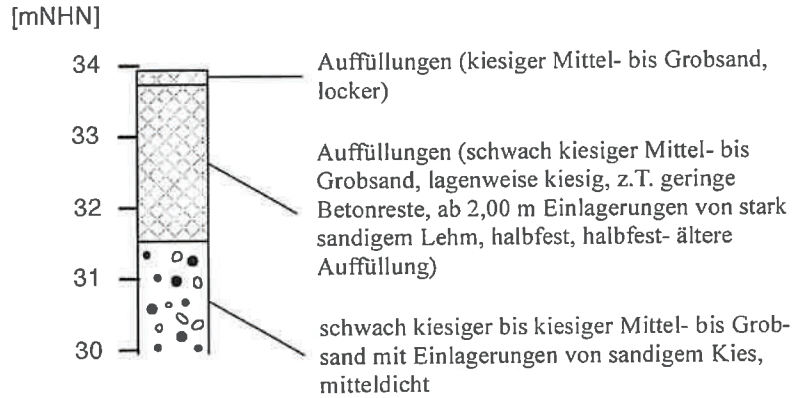 [mNHN]
34
Auffüllungen (kiesiger Mittel- bis Grobsand,
locker)
33
Auffüllungen (schwach kiesiger Mittel- bis
Grobsand, lagenweise kiesig, z.T. geringe
32
Betonreste, ab 2,00 m Einlagerungen von stark
sandigem Lehm, halbfest, halbfest- ältere
Auffüllung)
31
schwach kiesiger bis kiesiger Mittel- bis Grob-
30
sand mit Einlagerungen von sandigem Kies,
mitteldicht